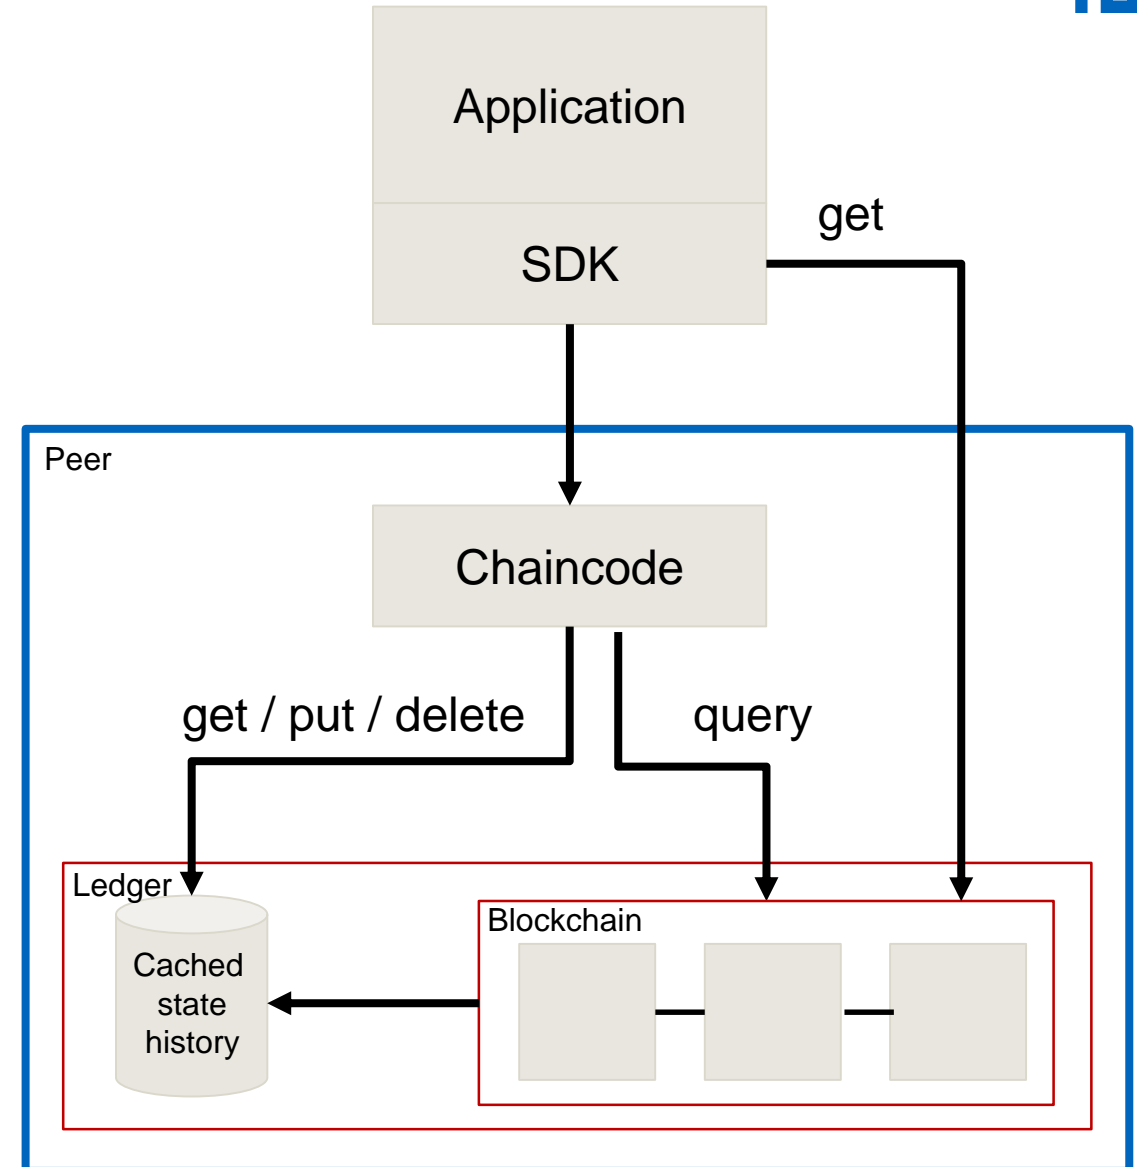 Application
get
SDK
Peer
Chaincode
get / put / delete
query
Ledger
Blockchain
Cached
state
history